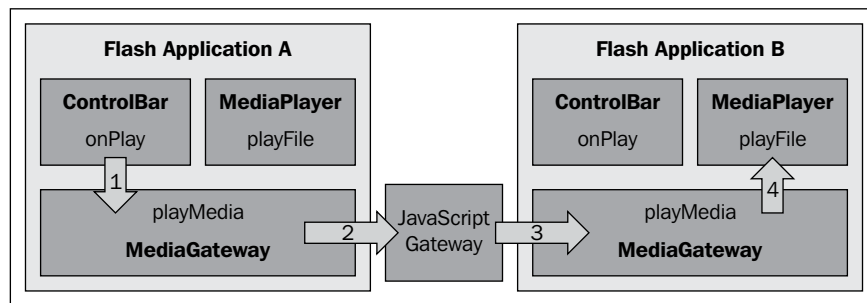 Flash Application A
ControlBar
onPlay
MediaPlayer
playFile
1
playMedia
MediaGateway
2
JavaScript
Gateway
3
Flash Application B
ControlBar
onPlay
MediaPlayer
playFile
4
playMedia
MediaGateway